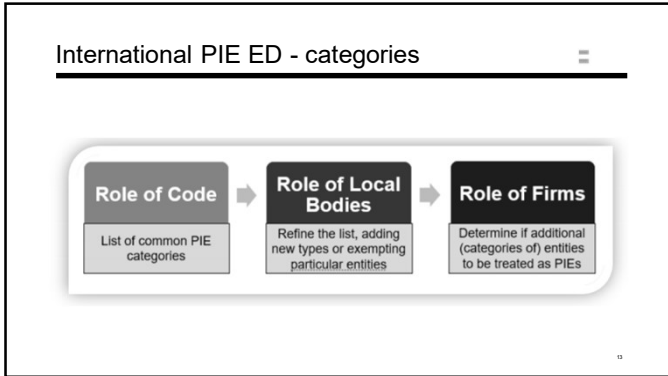 International PIE ED - categories
Role of Code
List of common PIE
categories
Role of Local
Bodies
Refine the list, adding
new types or exempting
particular entities
Role of Firms
Determine if additional
(categories of) entities
to be treated as PIEs
13